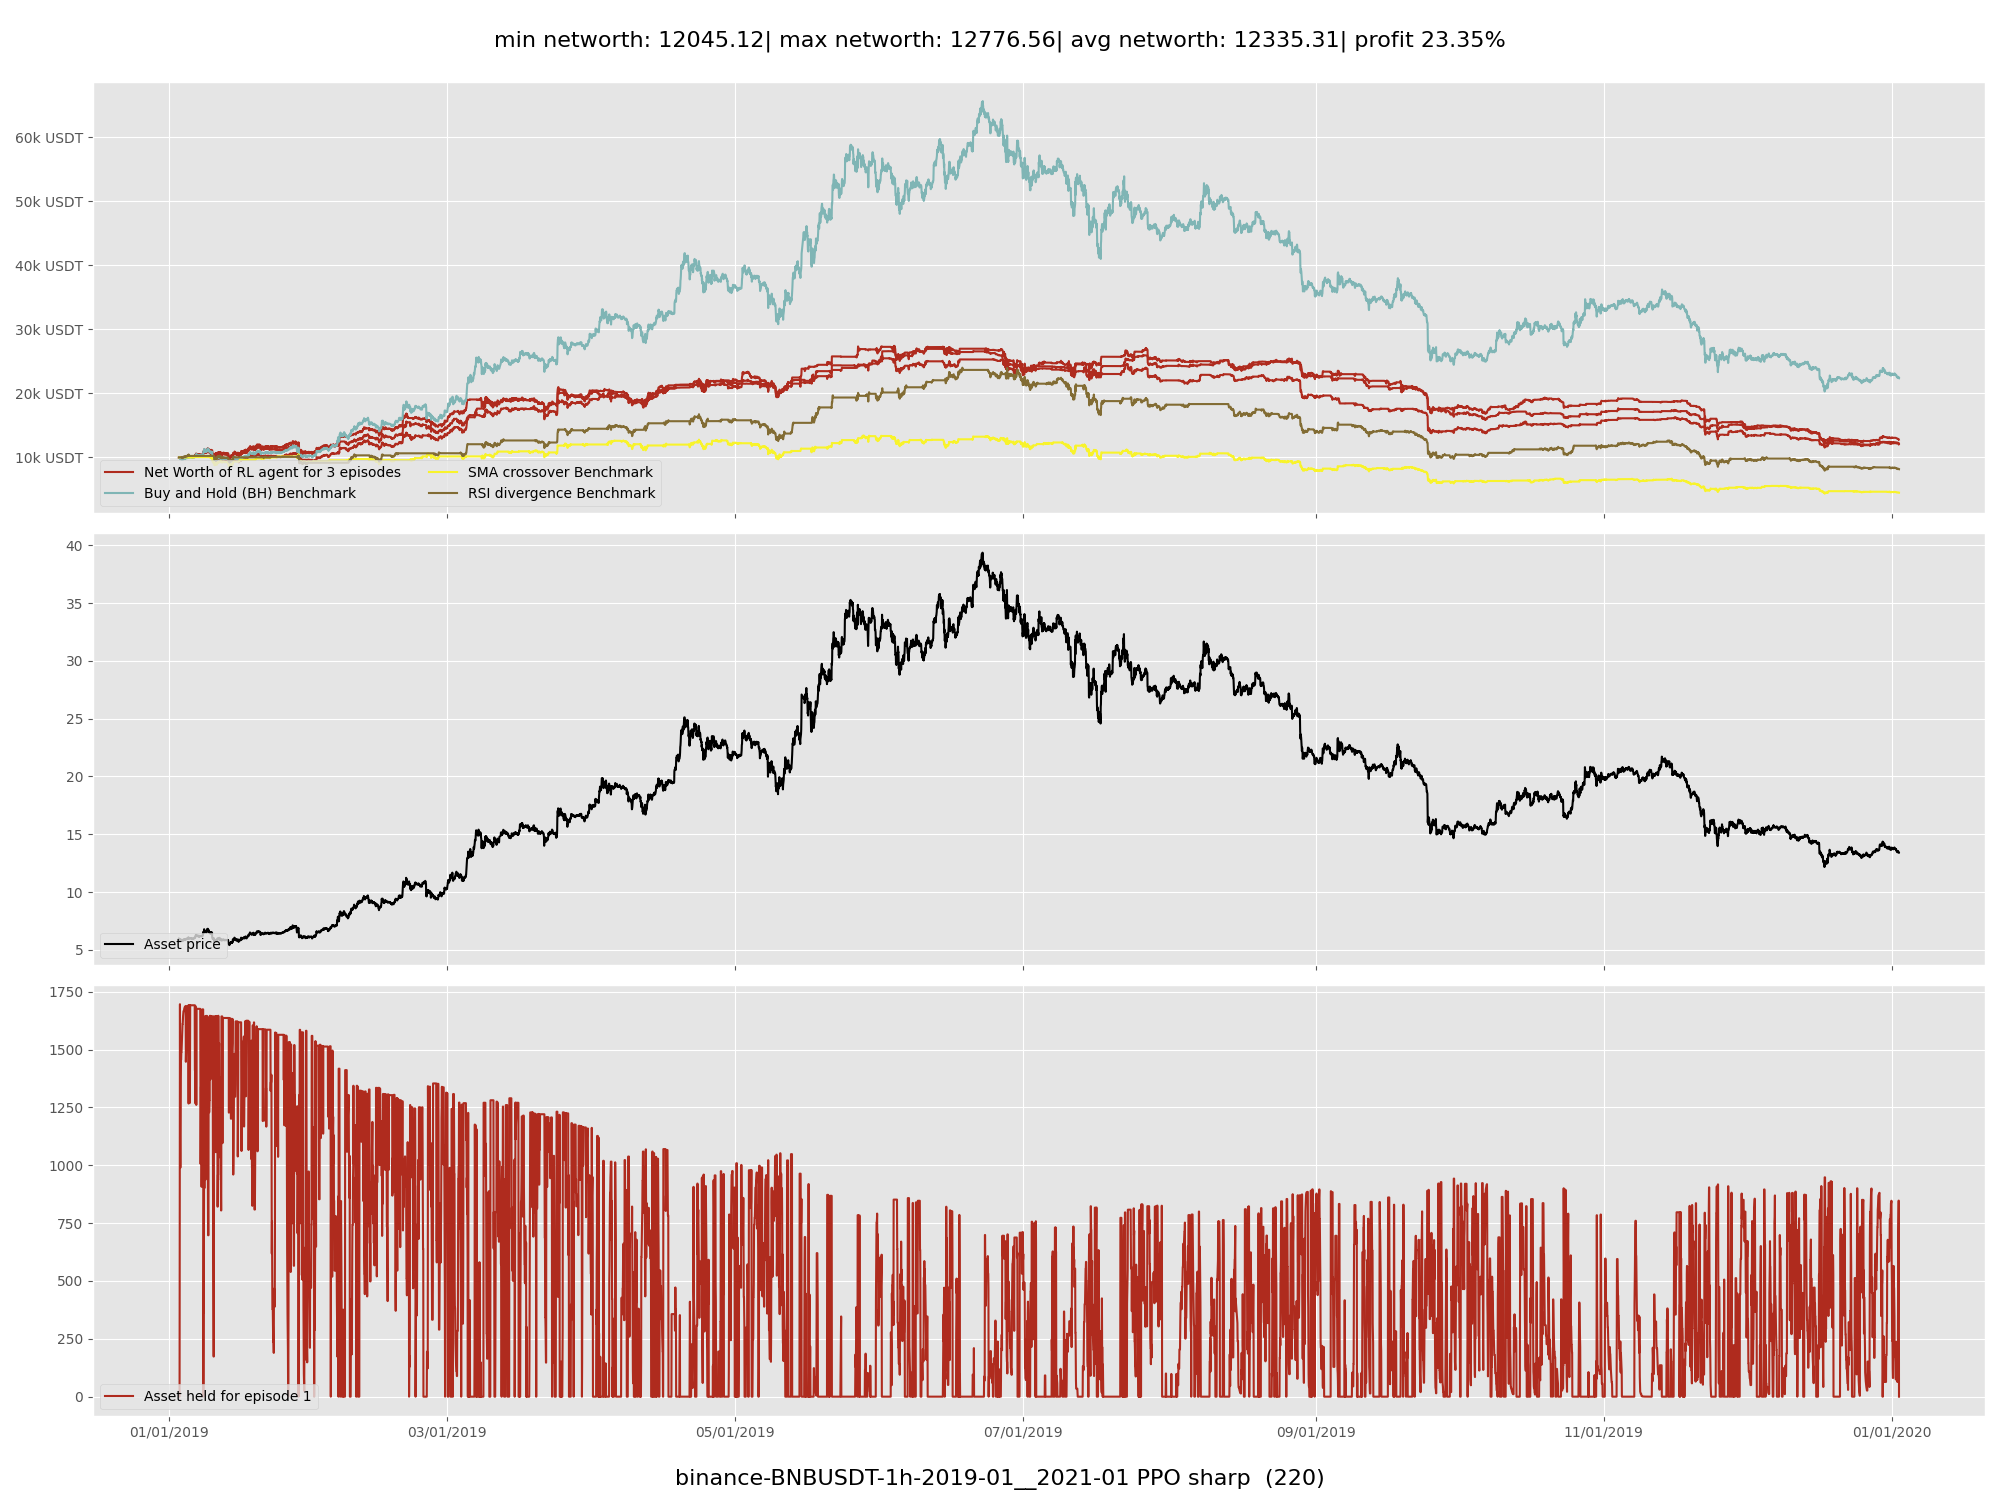 min networth: 12045.12| max networth: 12776.56| avg networth: 12335.31| profit 23.35%
60k USDT
50k USDT
40k USDT
30k USDT
20k USDT
10k USDT
Net Worth of RL agent for 3 episodes
Buy and Hold (BH) Benchmark
SMA crossover Benchmark
RSI divergence Benchmark
40
35
30
25
20
15
10
5
Asset price
1750
1500
1250
1000
750
500
250
0
Asset held for episode 1
01/01/2019 03/01/2019 05/01/2019 07/01/2019 09/01/2019 11/01/2019 01/01/2020
binance-BNBUSDT-1h-2019-01__2021-01 PPO sharp (220)